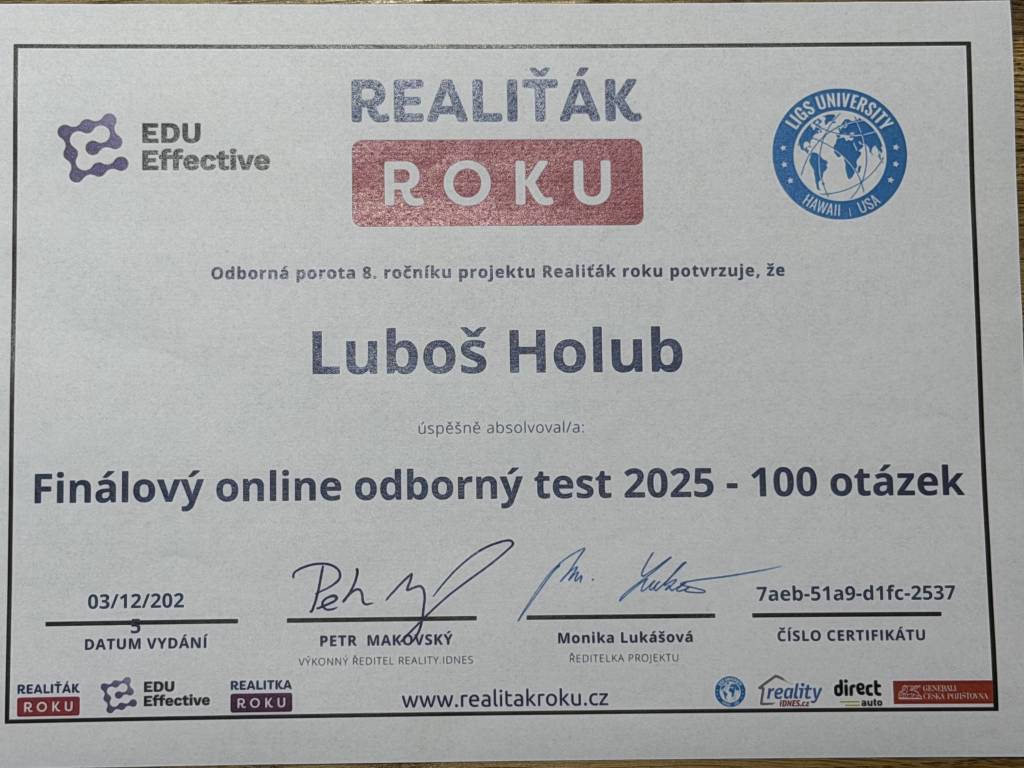 EDU
Effective
REALIŤÁK
ROKU
LIGS UNIVERSITY
HAWAII | USA
Odborná porota 8. ročníku projektu Realiťák roku potvrzuje, že
Luboš Holub
úspěšně absolvoval/a:
Finálový online odborný test 2025 - 100 otázek
03/12/202
5
DATUM VYDÁNÍ
PETR MAKOVSKÝ
VÝKONNÝ ŘEDITEL REALITY.IDNES
Monika Lukášová
ŘEDITELKA PROJEKTU
7aeb-51a9-d1fc-2537
ČÍSLO CERTIFIKÁTU
REALIŤÁK
ROKU
EDU
Effective
REALITKA
ROKU
www.realitakroku.cz
reality
iDNES.cz
direct
auto
GENERALI
ČESKÁ POJIŠŤOVNA